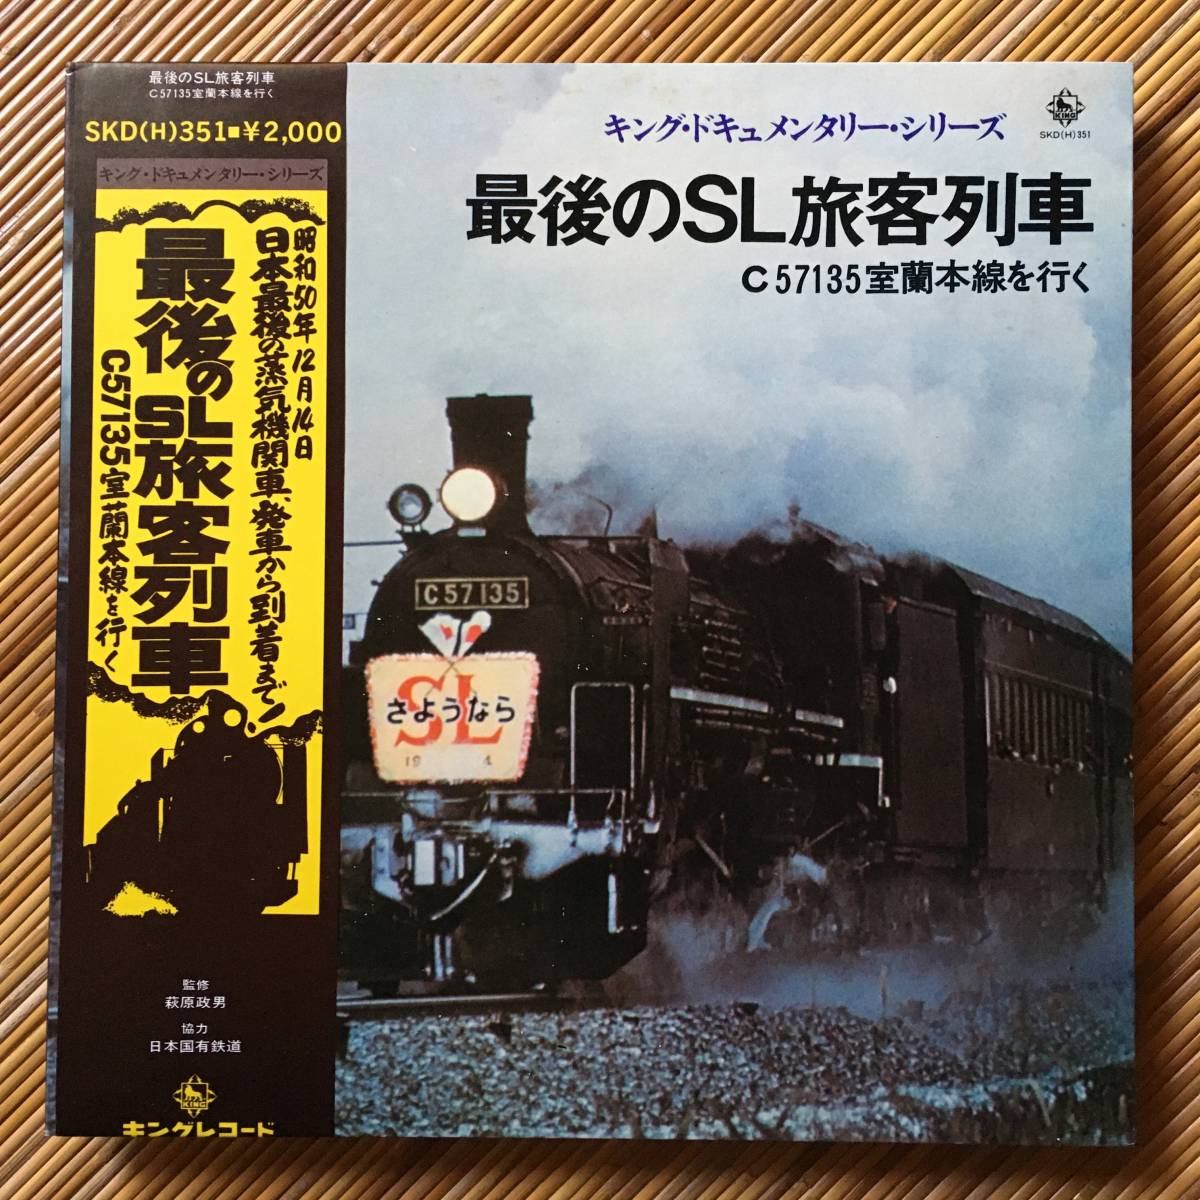 最後のSL旅客列車
C57135室蘭本線を行く
SKD(H)351■¥2,000
キング・ドキュメンタリー・シリーズ
昭和50年12月14日
日本最後の蒸気機関車、発車から到着まで!
最後のSL旅客列車
C57135室蘭本線を行く
監修
萩原政男
協力
日本国有鉄道
KING
キングレコード
キング・ドキュメンタリー・シリーズ
KING
SKD(H)351
最後のSL旅客列車
C57135室蘭本線を行く
C57135
SL
さようなら